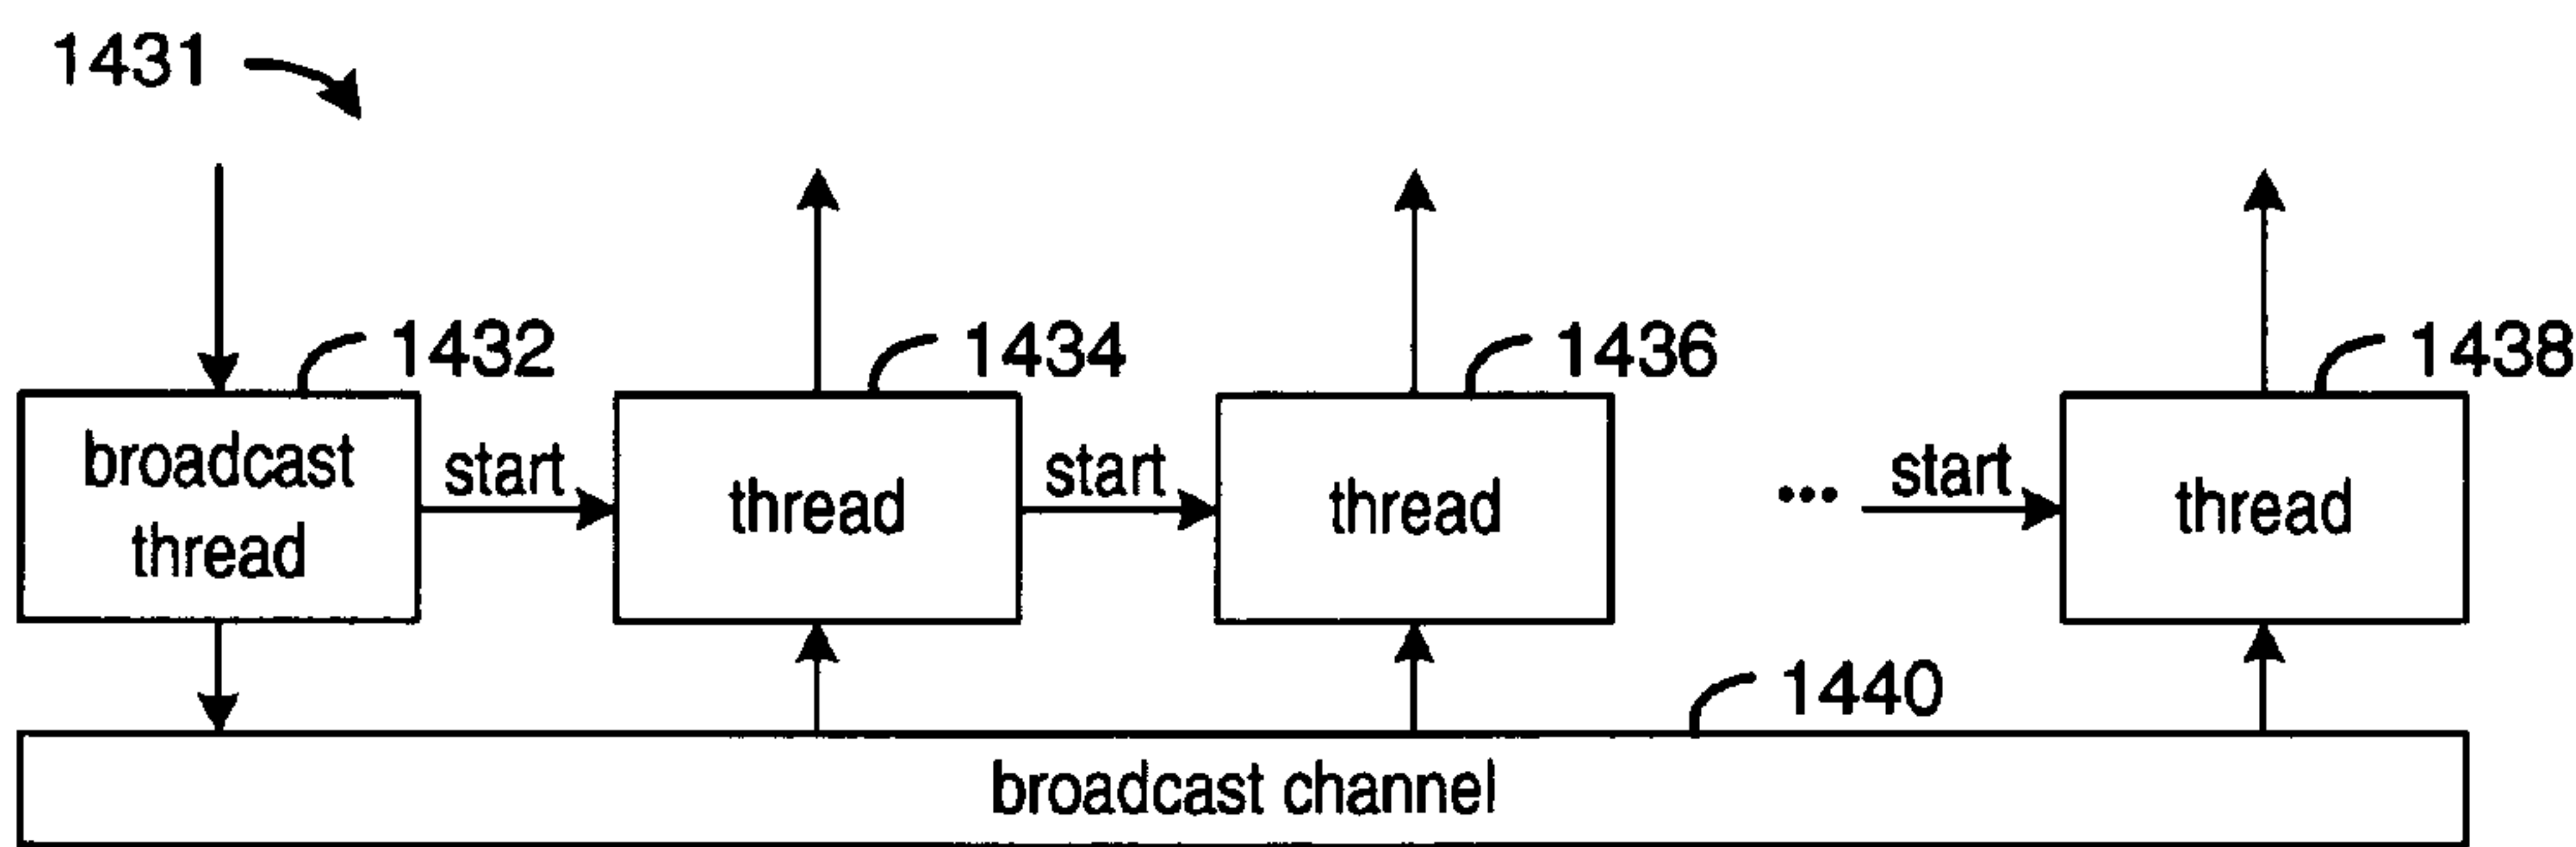 1431
1432
1434
1436
1438
broadcast
thread
start
thread
start
thread
... start
thread
1440
broadcast channel